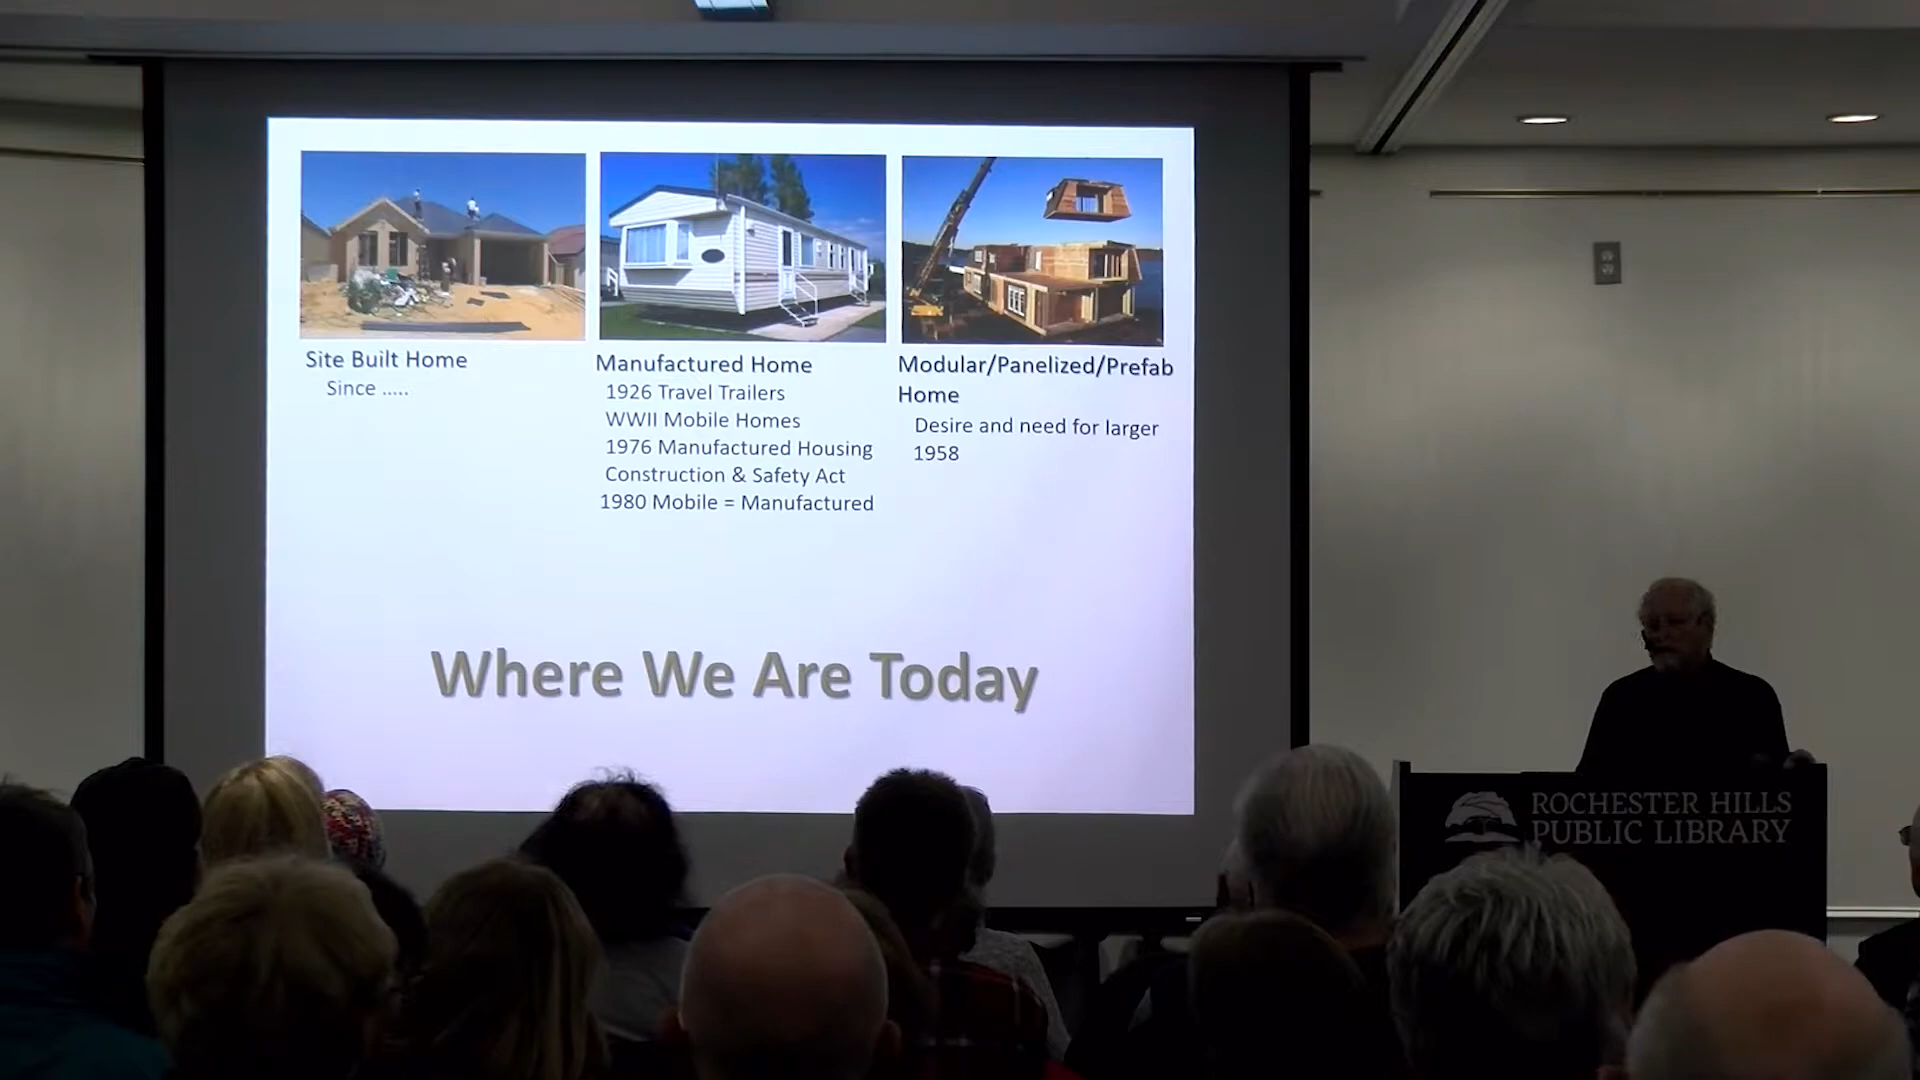 Site Built Home
Since .....
Manufactured Home
1926 Travel Trailers
WWII Mobile Homes
1976 Manufactured Housing
Construction & Safety Act
1980 Mobile = Manufactured
Modular/Panelized/Prefab
Home
Desire and need for larger
1958
Where We Are Today
ROCHESTER HILLS
PUBLIC LIBRARY